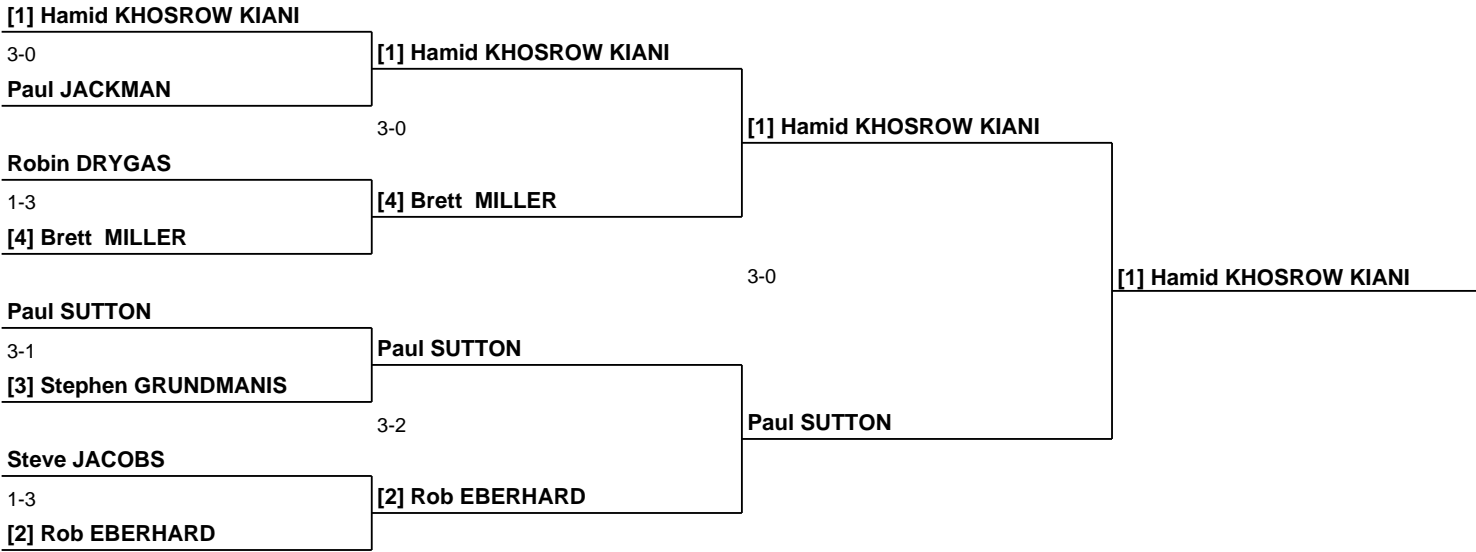 [1] Hamid KHOSROW KIANI
3-0
Paul JACKMAN
Robin DRYGAS
1-3
[4] Brett  MILLER
Paul SUTTON
3-1
[3] Stephen GRUNDMANIS
Steve JACOBS
1-3
[2] Rob EBERHARD
[1] Hamid KHOSROW KIANI
3-0
[4] Brett  MILLER
Paul SUTTON
3-2
[2] Rob EBERHARD
[1] Hamid KHOSROW KIANI
3-0
Paul SUTTON
[1] Hamid KHOSROW KIANI